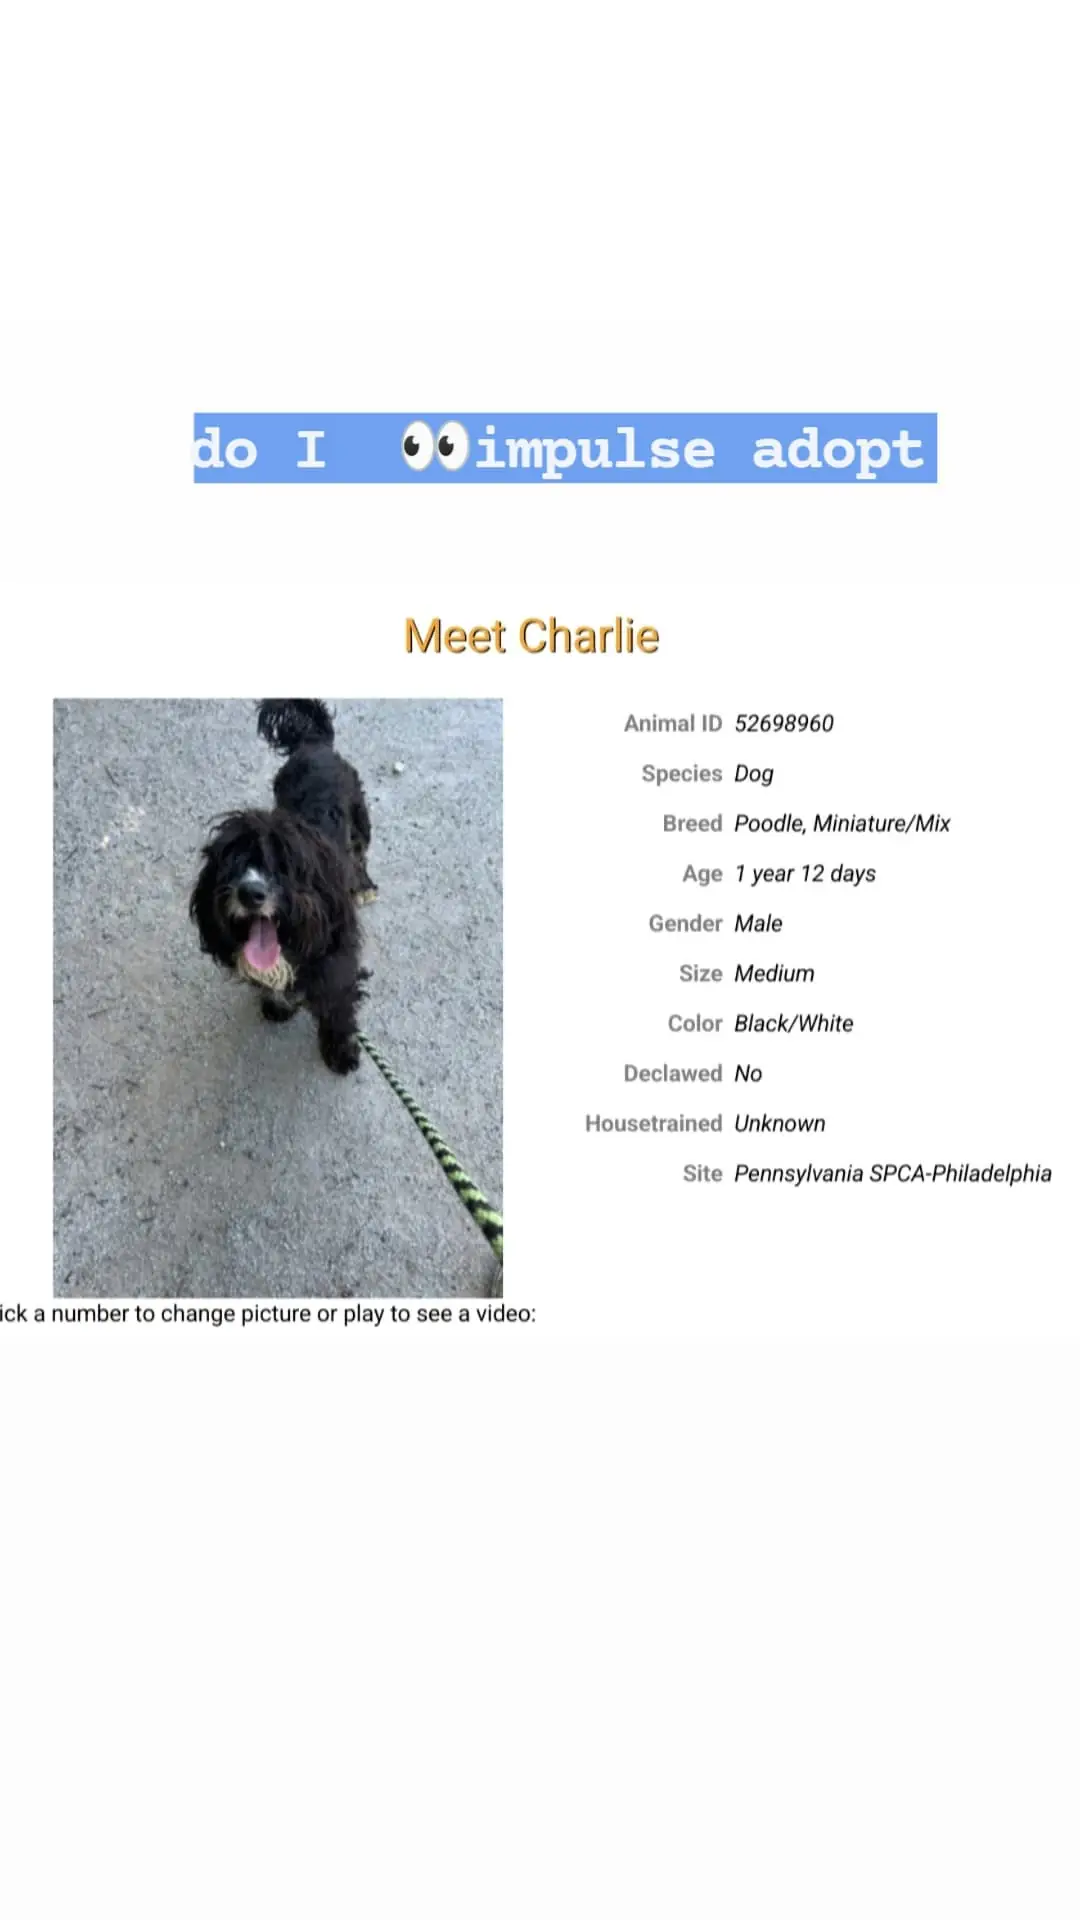 do I 👀impulse adopt
Meet Charlie
Animal ID 52698960
Species Dog
Breed Poodle, Miniature/Mix
Age 1 year 12 days
Gender Male
Size Medium
Color Black/White
Declawed No
Housetrained Unknown
Site Pennsylvania SPCA-Philadelphia
ick a number to change picture or play to see a video: